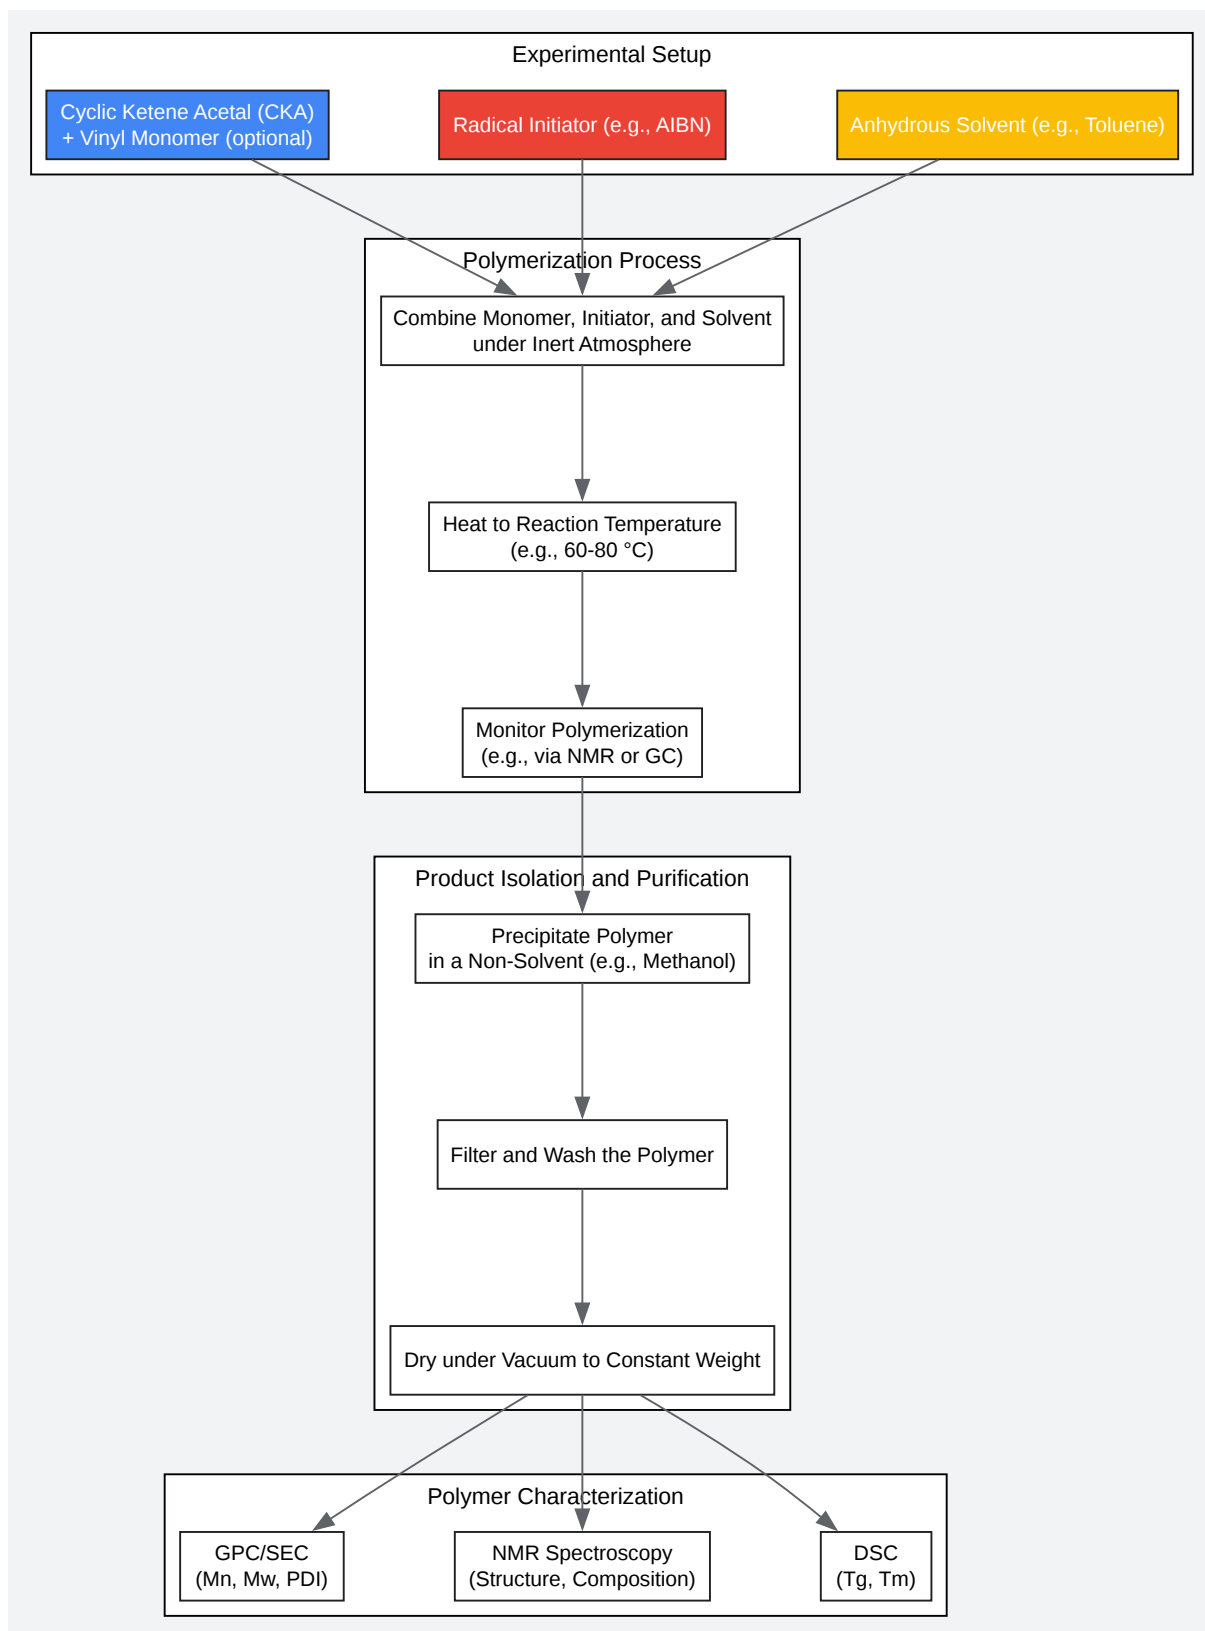 Experimental Setup
Cyclic Ketene Acetal (CKA)
+ Vinyl Monomer (optional)
Radical Initiator (e.g., AIBN)
Anhydrous Solvent (e.g., Toluene)
Polymerization Process
Combine Monomer, Initiator, and Solvent
under Inert Atmosphere
Heat to Reaction Temperature
(e.g., 60-80 °C)
Monitor Polymerization
(e.g., via NMR or GC)
Product Isolation and Purification
Precipitate Polymer
in a Non-Solvent (e.g., Methanol)
Filter and Wash the Polymer
Dry under Vacuum to Constant Weight
Polymer Characterization
GPC/SEC
(Mn, Mw, PDI)
NMR Spectroscopy
(Structure, Composition)
DSC
(Tg, Tm)